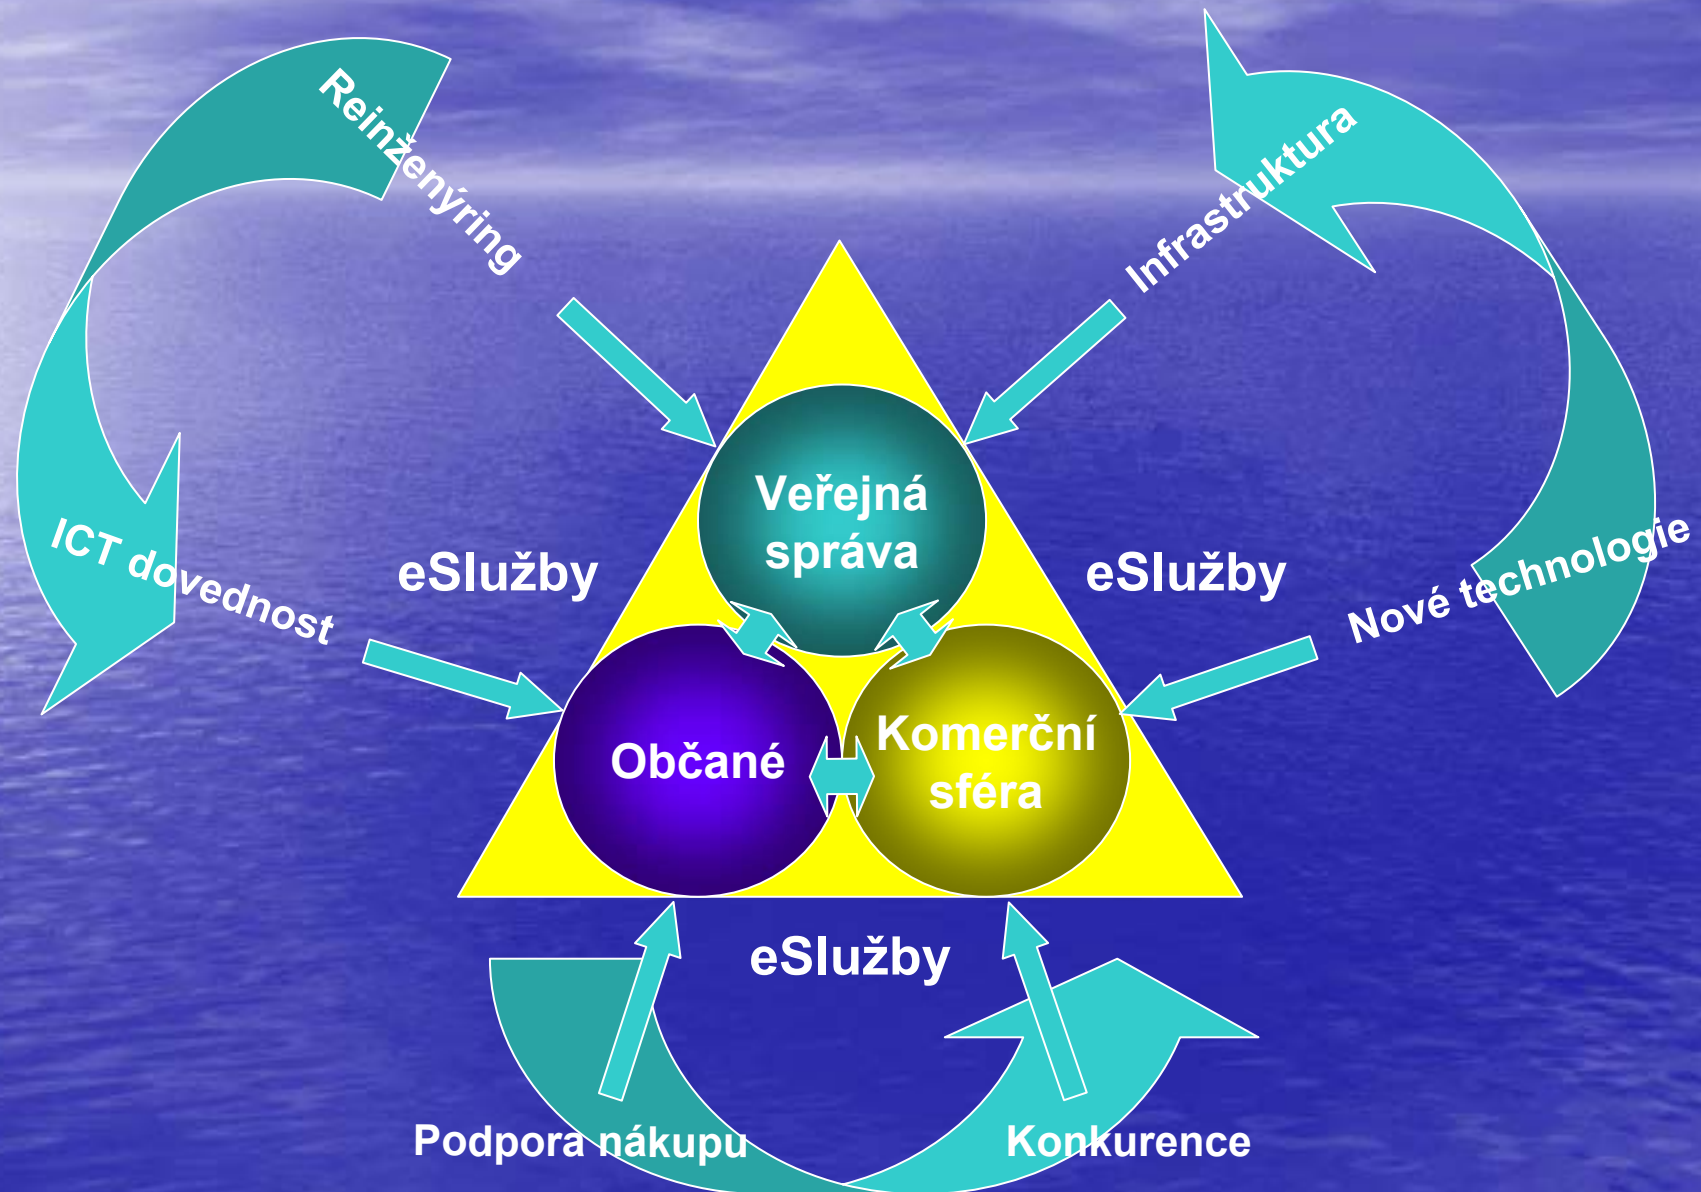 Reinženýring
Infrastruktura
Veřejná
správa
ICT dovednost
eSlužby
eSlužby
Nové technologie
Občané
Komerční
sféra
eSlužby
Podpora nákupu
Konkurence